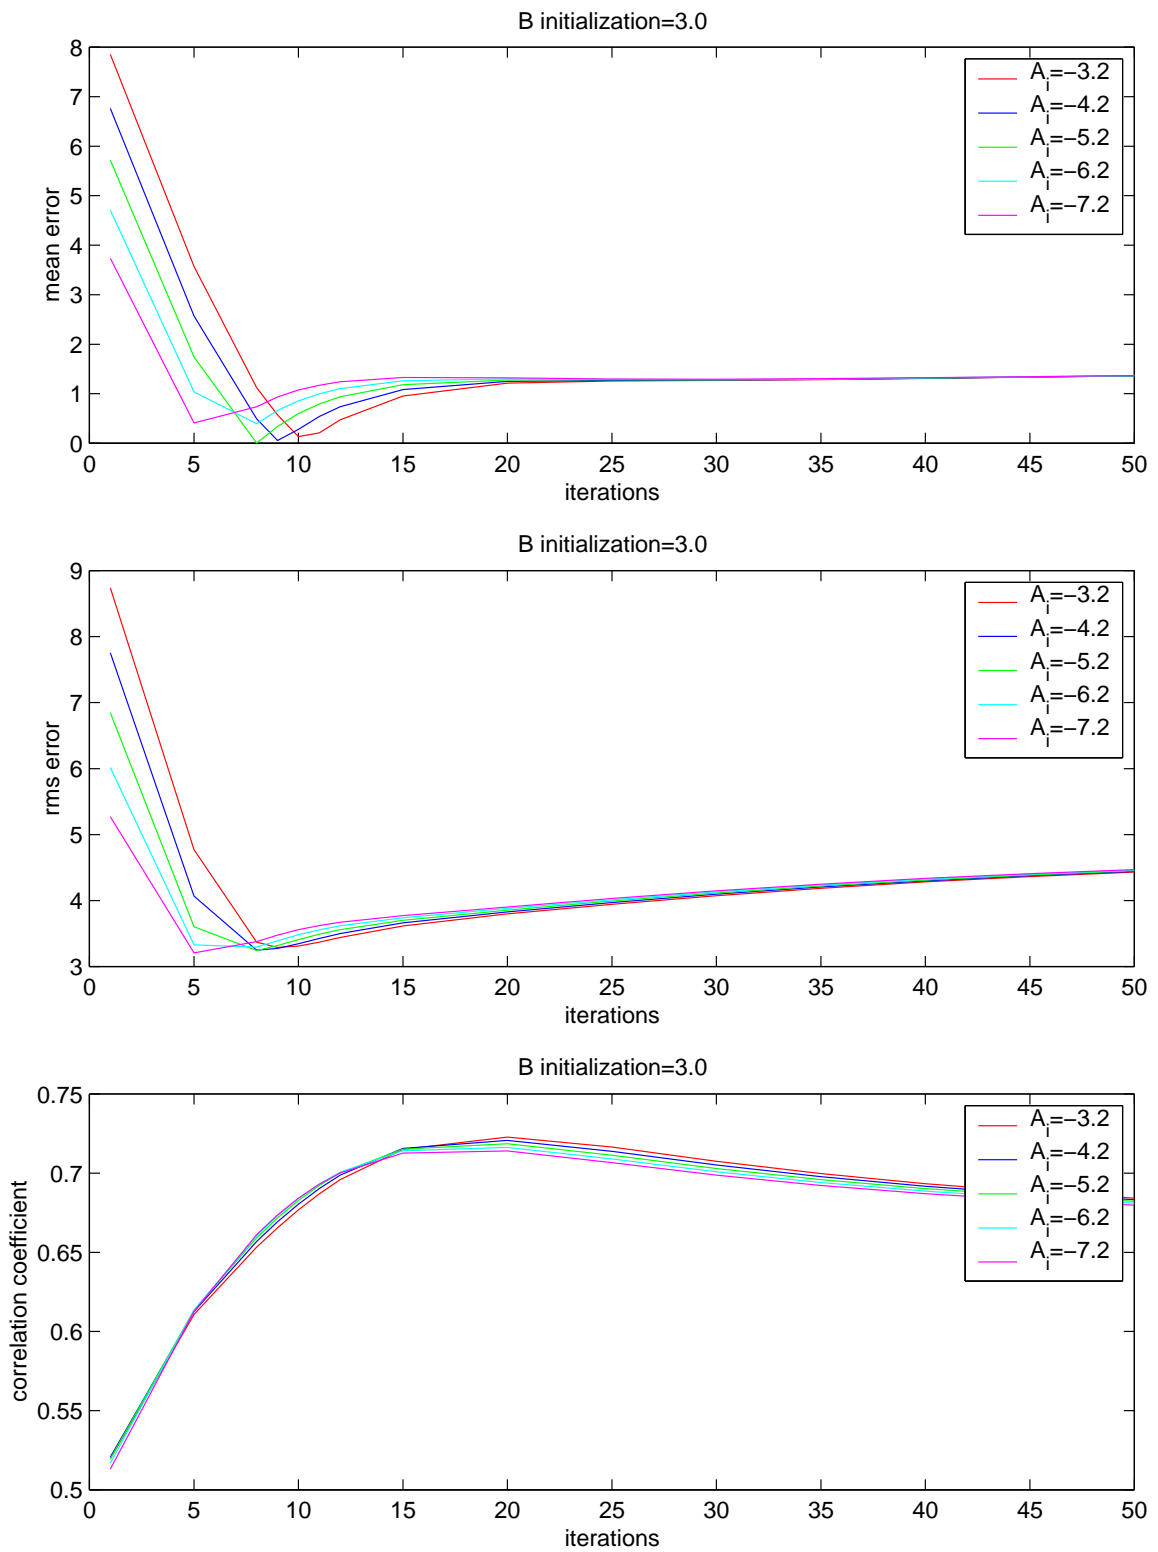 B initialization=3.0
8
7
6
5
4
3
2
1
0
mean error
0 5 10 15 20 25 30 35 40 45 50
iterations
A_i=−3.2
A_i=−4.2
A_i=−5.2
A_i=−6.2
A_i=−7.2
B initialization=3.0
9
8
7
6
5
4
3
rms error
0 5 10 15 20 25 30 35 40 45 50
iterations
A_i=−3.2
A_i=−4.2
A_i=−5.2
A_i=−6.2
A_i=−7.2
B initialization=3.0
0.75
0.7
0.65
0.6
0.55
0.5
correlation coefficient
0 5 10 15 20 25 30 35 40 45 50
iterations
A_i=−3.2
A_i=−4.2
A_i=−5.2
A_i=−6.2
A_i=−7.2